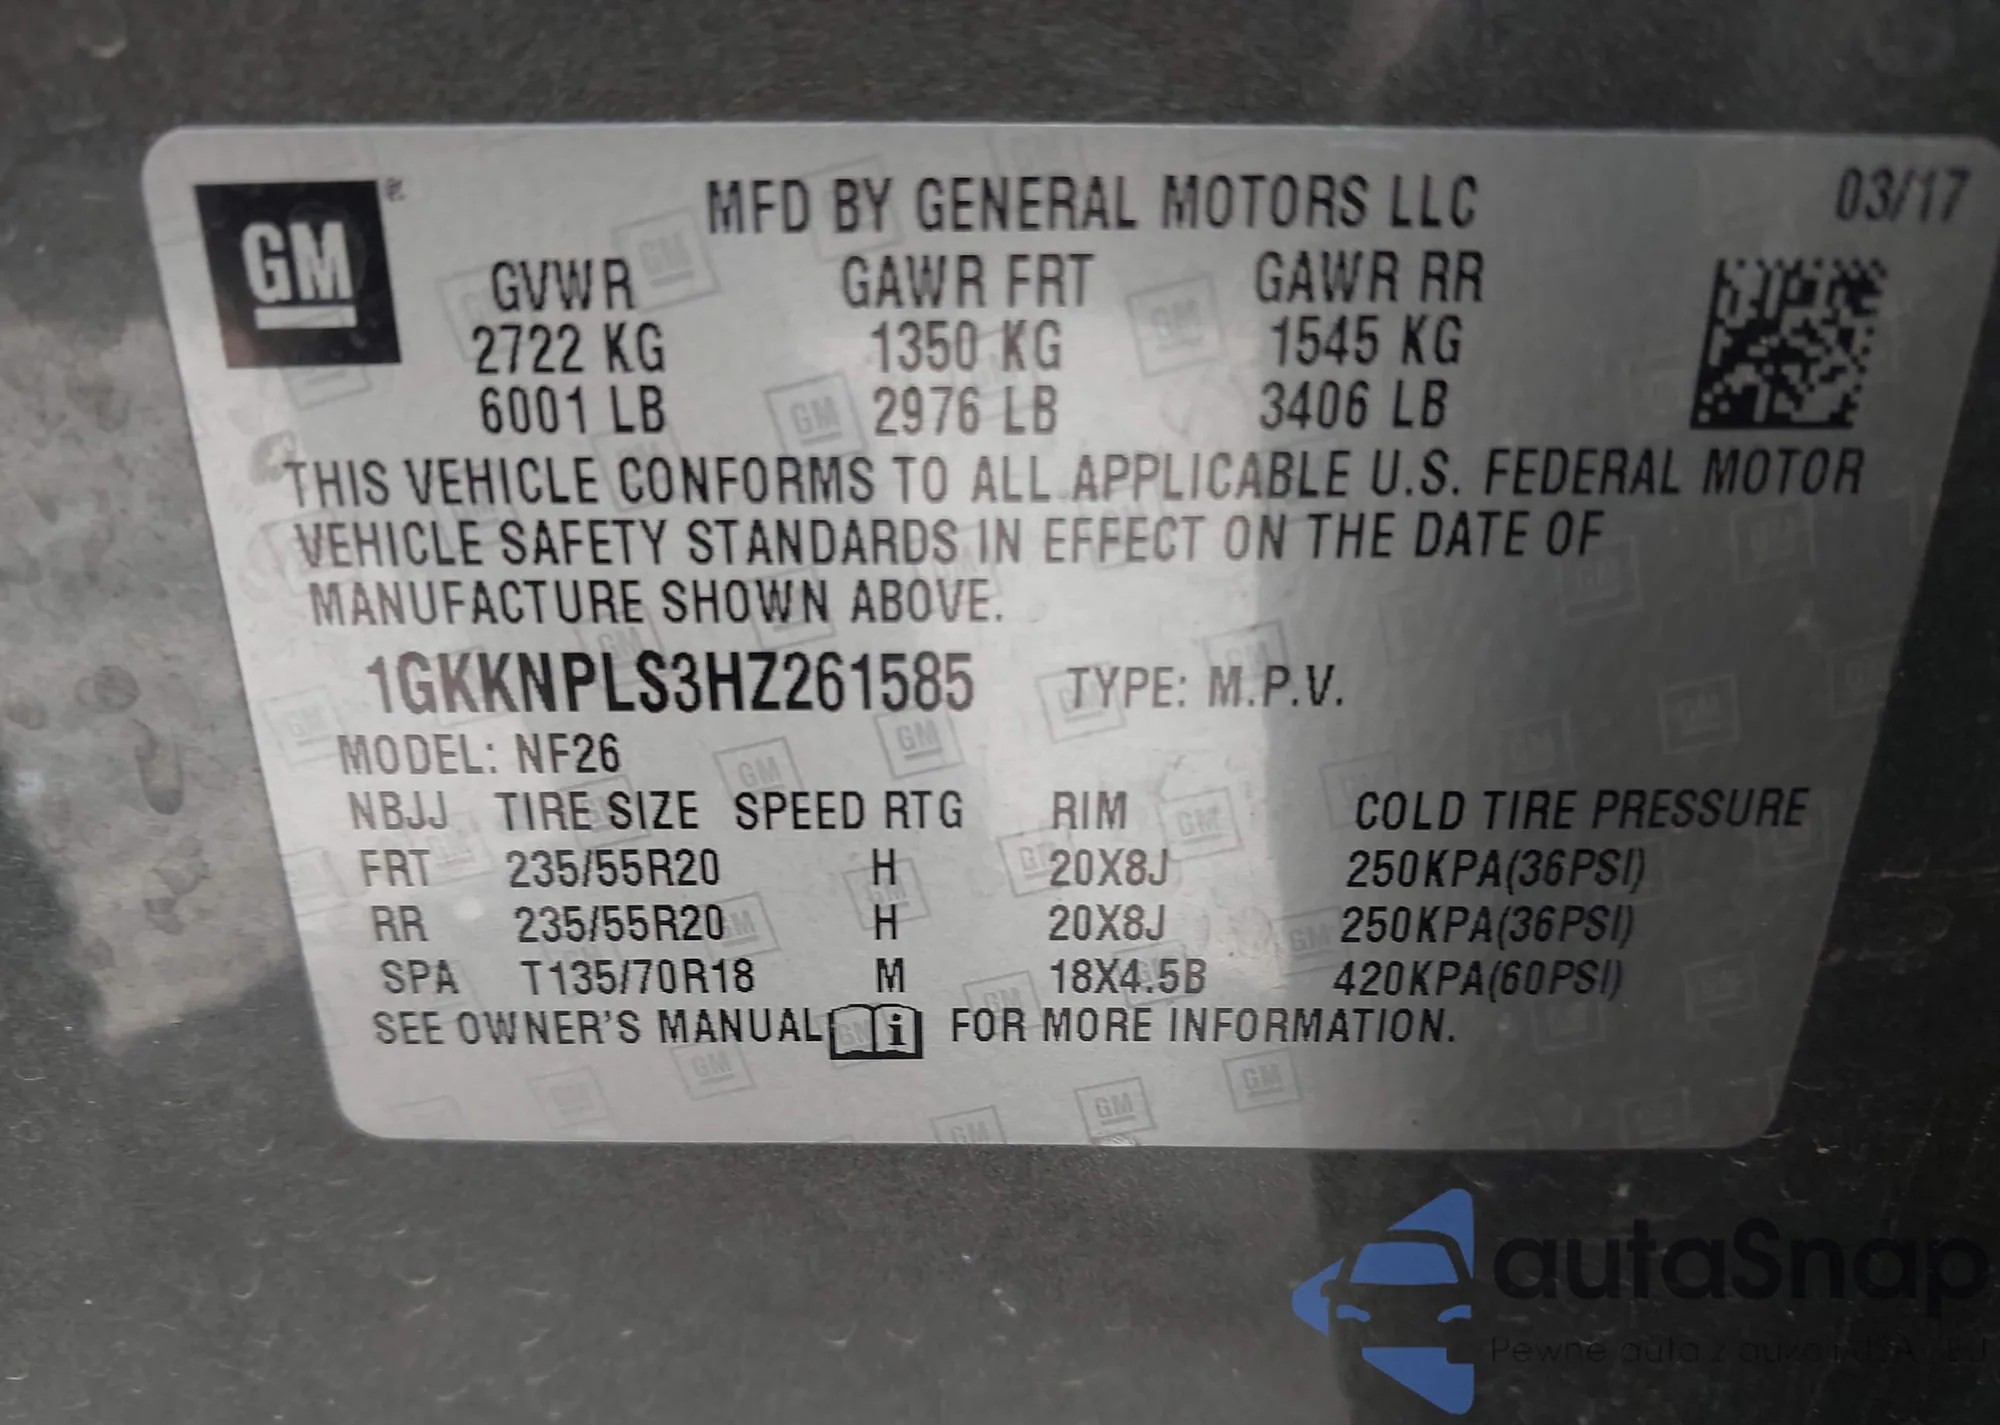 GM
MFD BY GENERAL MOTORS LLC
03/17
GVWR GAWR FRT GAWR RR
2722 KG 1350 KG 1545 KG
6001 LB 2976 LB 3406 LB
THIS VEHICLE CONFORMS TO ALL APPLICABLE U.S. FEDERAL MOTOR
VEHICLE SAFETY STANDARDS IN EFFECT ON THE DATE OF
MANUFACTURE SHOWN ABOVE.
1GKKNPLS3HZ261585 TYPE: M.P.V.
MODEL: NF26
NBJJ TIRE SIZE SPEED RTG RIM COLD TIRE PRESSURE
FRT 235/55R20 H 20X8J 250KPA(36PSI)
RR 235/55R20 H 20X8J 250KPA(36PSI)
SPA T135/70R18 M 18X4.5B 420KPA(60PSI)
SEE OWNER'S MANUAL i FOR MORE INFORMATION.
autaSnap
Pewne auta z